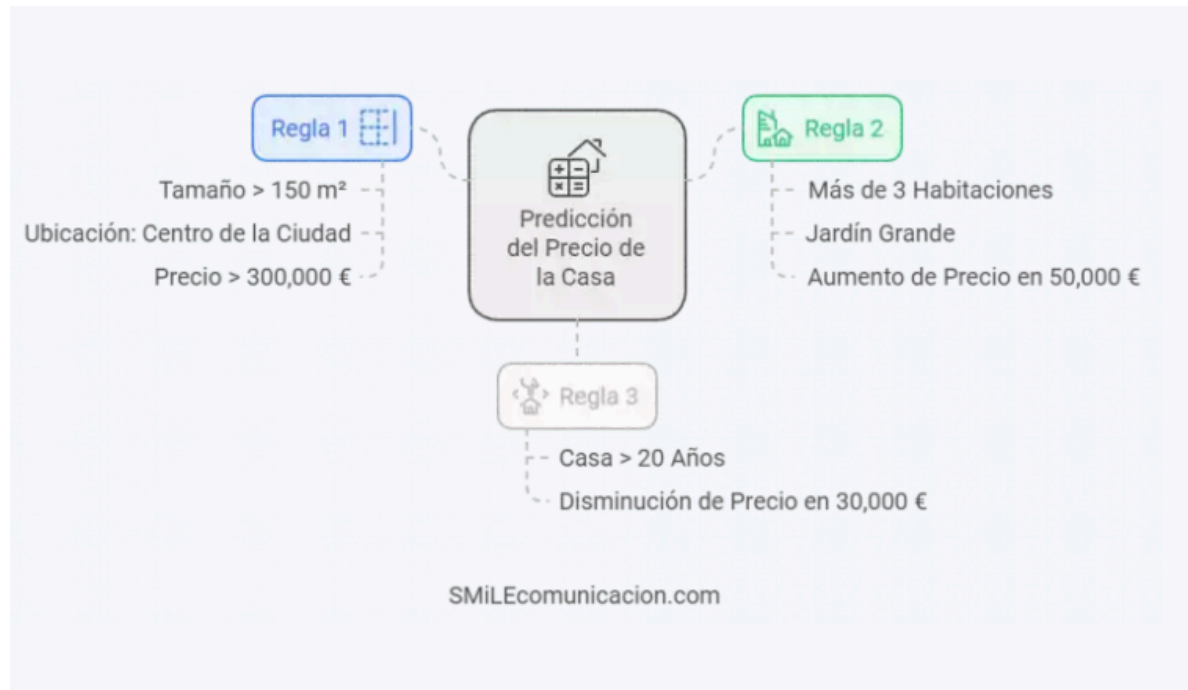 Regla 1
Tamaño > 150 m²
Ubicación: Centro de la Ciudad
Precio > 300,000 €
Predicción
del Precio de
la Casa
Regla 2
Más de 3 Habitaciones
Jardín Grande
Aumento de Precio en 50,000 €
Regla 3
Casa > 20 Años
Disminución de Precio en 30,000 €
SMiLEcomunicacion.com